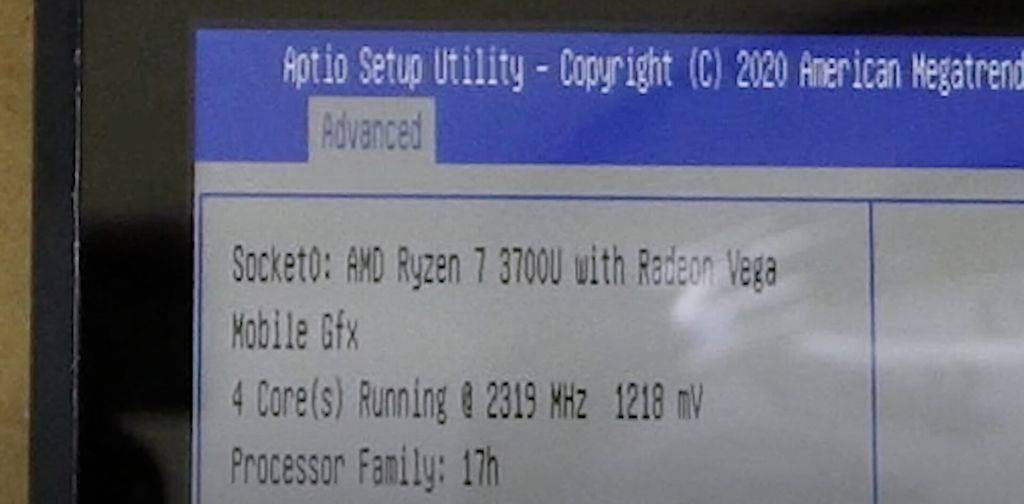 Aptio Setup Utility - Copyright (C) 2020 American Megatrend
Advanced
Socket0: AMD Ryzen 7 3700U with Radeon Vega
Mobile Gfx
4 Core(s) Running @ 2319 MHz 1218 mV
Processor Family: 17h